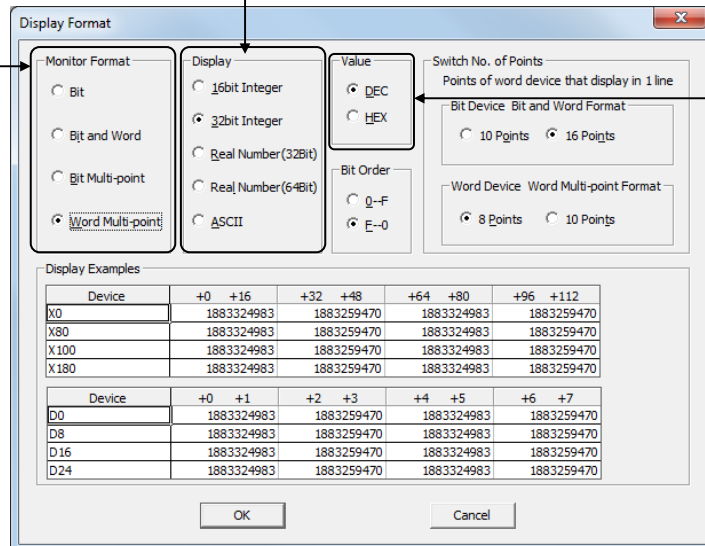 Display Format
Monitor Format
Bit
Bit and Word
Bit Multi-point
Word Multi-point
Display
16bit Integer
32bit Integer
Real Number(32Bit)
Real Number(64Bit)
ASCII
Value
DEC
HEX
Bit Order
0--F
F--0
Switch No. of Points
Points of word device that display in 1 line
Bit Device Bit and Word Format
10 Points 16 Points
Word Device Word Multi-point Format
8 Points 10 Points
Display Examples
Device +0 +16 +32 +48 +64 +80 +96 +112
X0 1883324983 1883259470 1883324983 1883259470
X80 1883324983 1883259470 1883324983 1883259470
X100 1883324983 1883259470 1883324983 1883259470
X180 1883324983 1883259470 1883324983 1883259470
Device +0 +1 +2 +3 +4 +5 +6 +7
D0 1883324983 1883259470 1883324983 1883259470
D8 1883324983 1883259470 1883324983 1883259470
D16 1883324983 1883259470 1883324983 1883259470
D24 1883324983 1883259470 1883324983 1883259470
OK Cancel